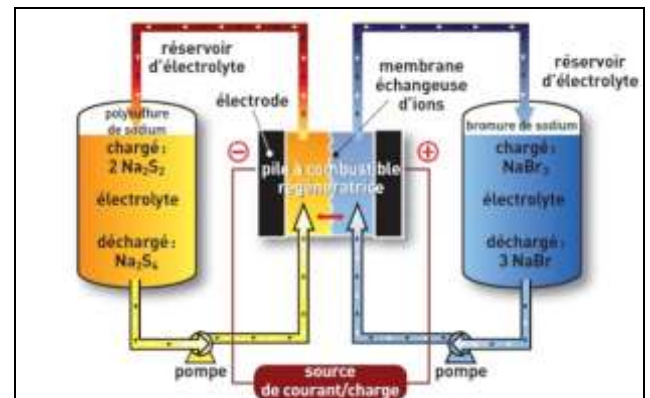 réservoir
d'électrolyte
électrode
membrane
échangeuse
d'ions
réservoir
d'électrolyte
polysulfure
de sodium
chargé :
2 Na₂S₂
électrolyte
déchargé :
Na₂S₄
⊖
⊕
pile à combustible
régénératrice
bromure de sodium
chargé :
NaBr₃
électrolyte
déchargé :
3 NaBr
pompe
pompe
source
de courant/charge